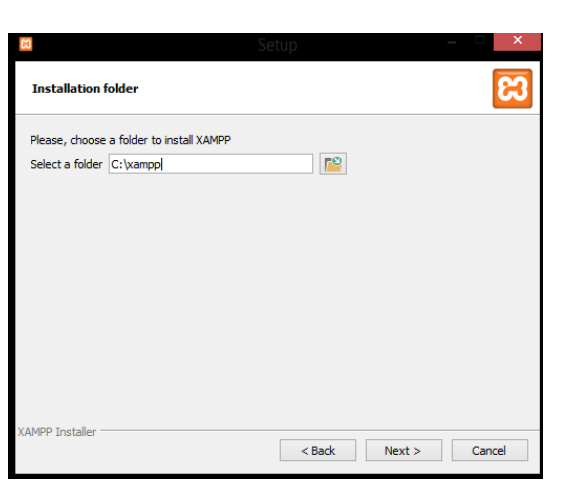 Setup
Installation folder
Please, choose a folder to install XAMPP
Select a folder C:\xampp
XAMPP Installer
< Back Next > Cancel